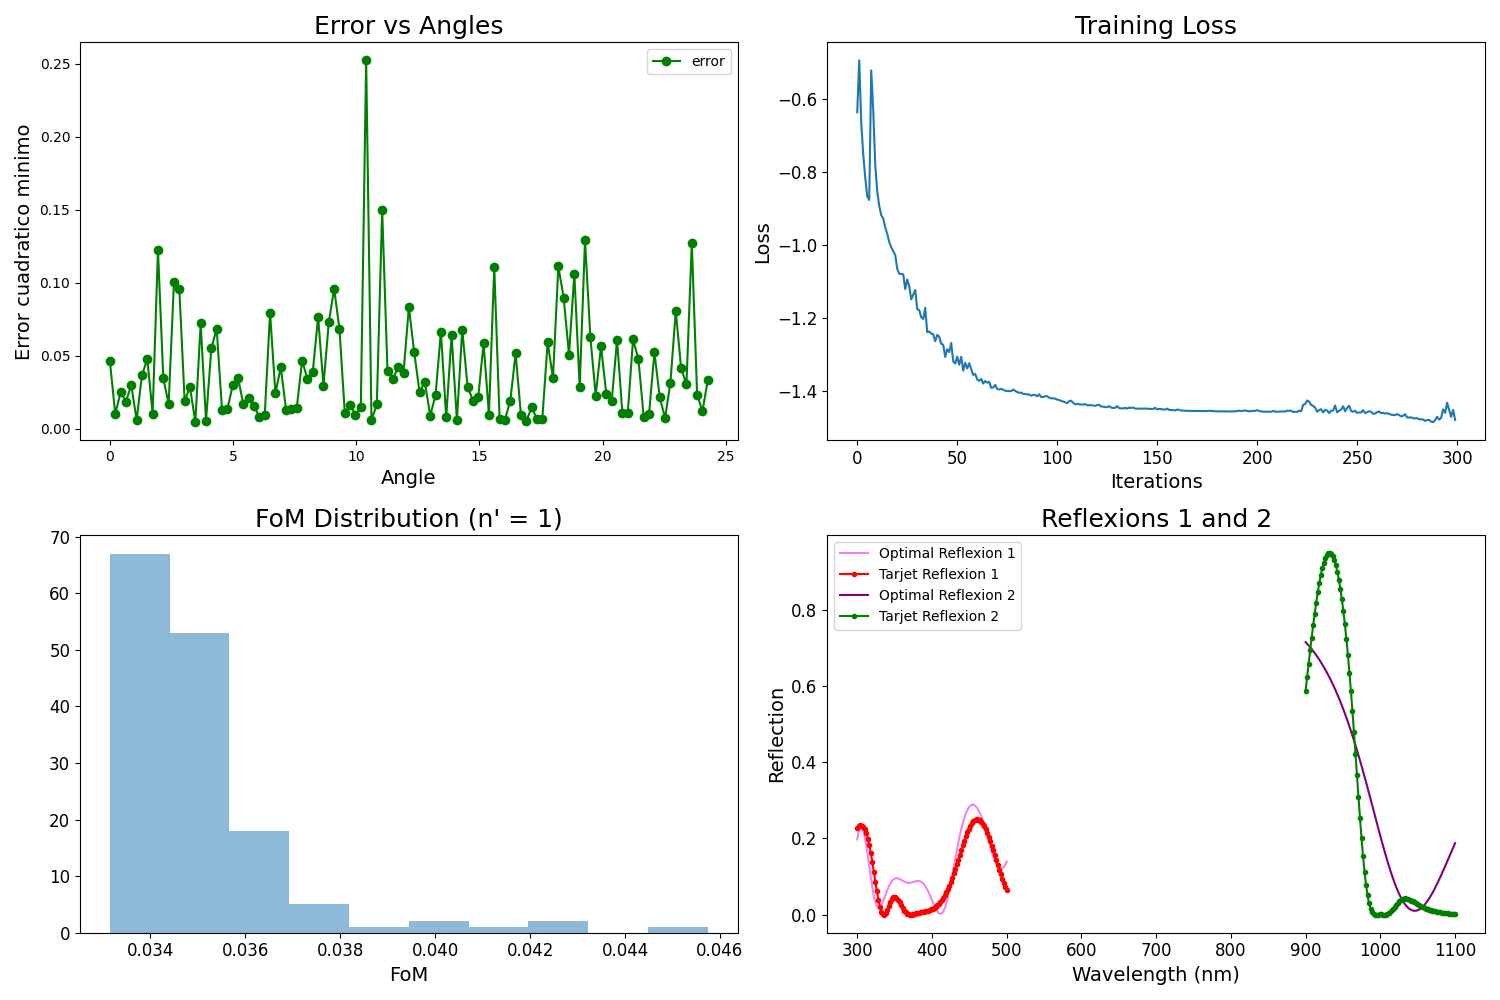 Error vs Angles
error
Error cuadratico minimo
0.25
0.20
0.15
0.10
0.05
0.00
0 5 10 15 20 25
Angle
Training Loss
Loss
−0.6
−0.8
−1.0
−1.2
−1.4
0 50 100 150 200 250 300
Iterations
FoM Distribution (n' = 1)
70
60
50
40
30
20
10
0
0.034 0.036 0.038 0.040 0.042 0.044 0.046
FoM
Reflexions 1 and 2
Optimal Reflexion 1
Tarjet Reflexion 1
Optimal Reflexion 2
Tarjet Reflexion 2
Reflection
0.8
0.6
0.4
0.2
0.0
300 400 500 600 700 800 900 1000 1100
Wavelength (nm)